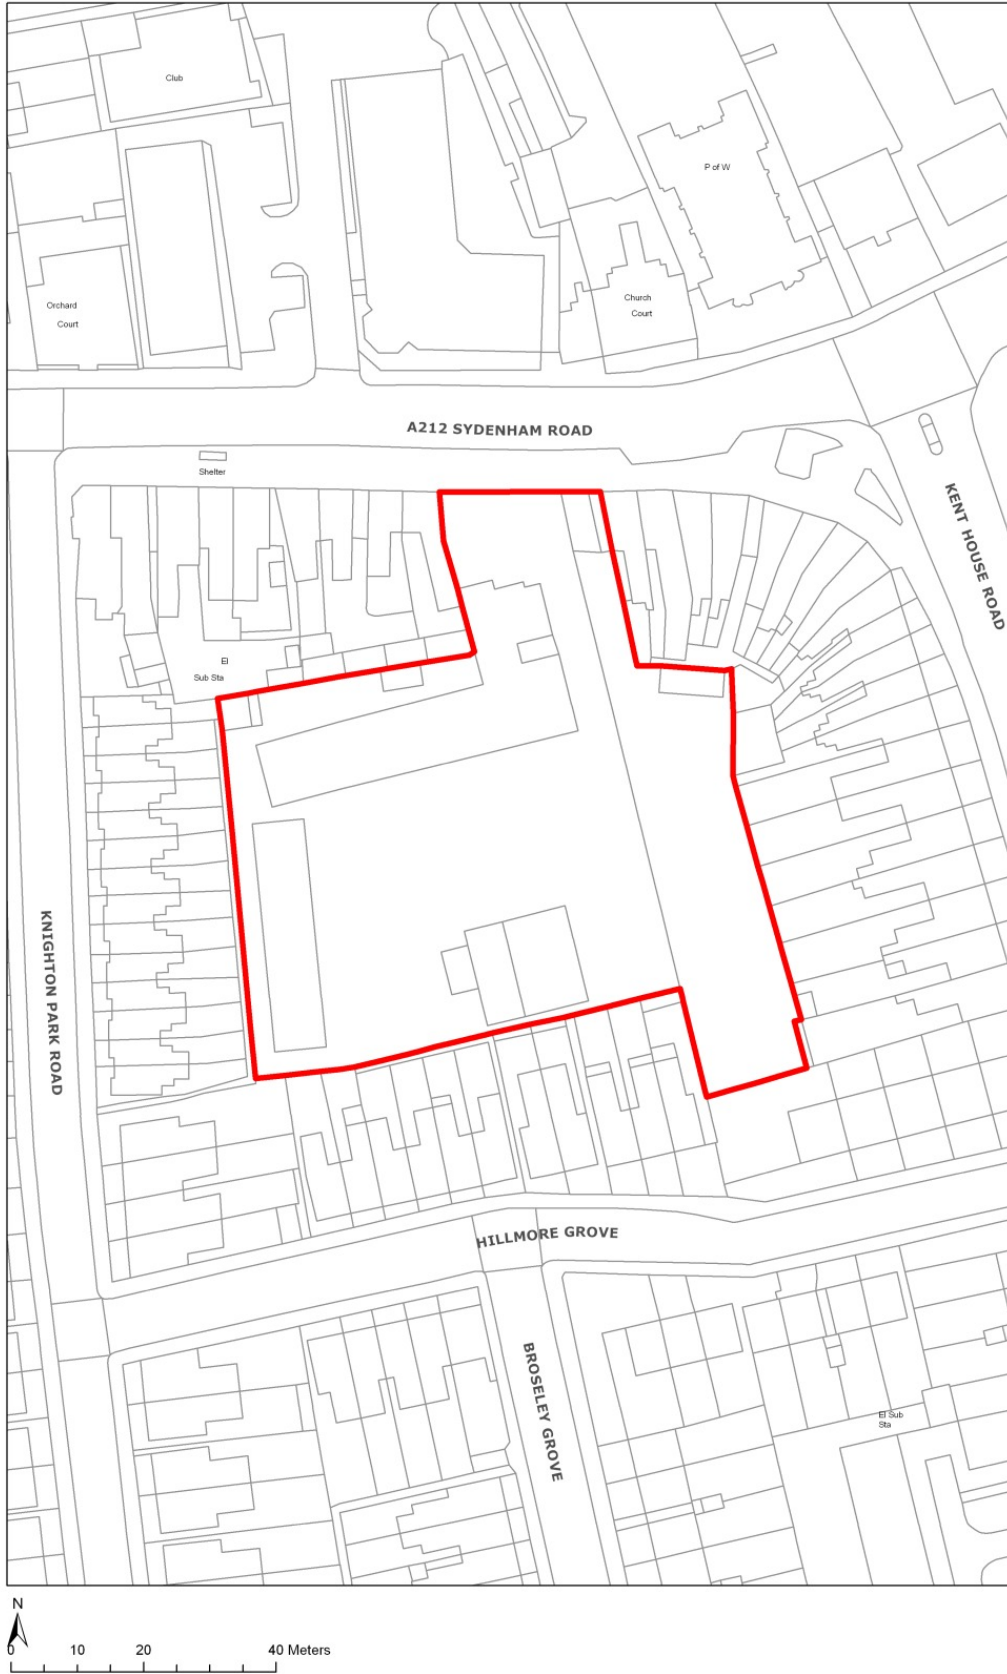 Club
P of W
Orchard
Court
Church
Court
A212 SYDENHAM ROAD
Shelter
KENT HOUSE ROAD
El
Sub Sta
KNIGHTON PARK ROAD
HILLMORE GROVE
BROSELEY GROVE
El Sub
Sta
N
0 10 20 40 Meters